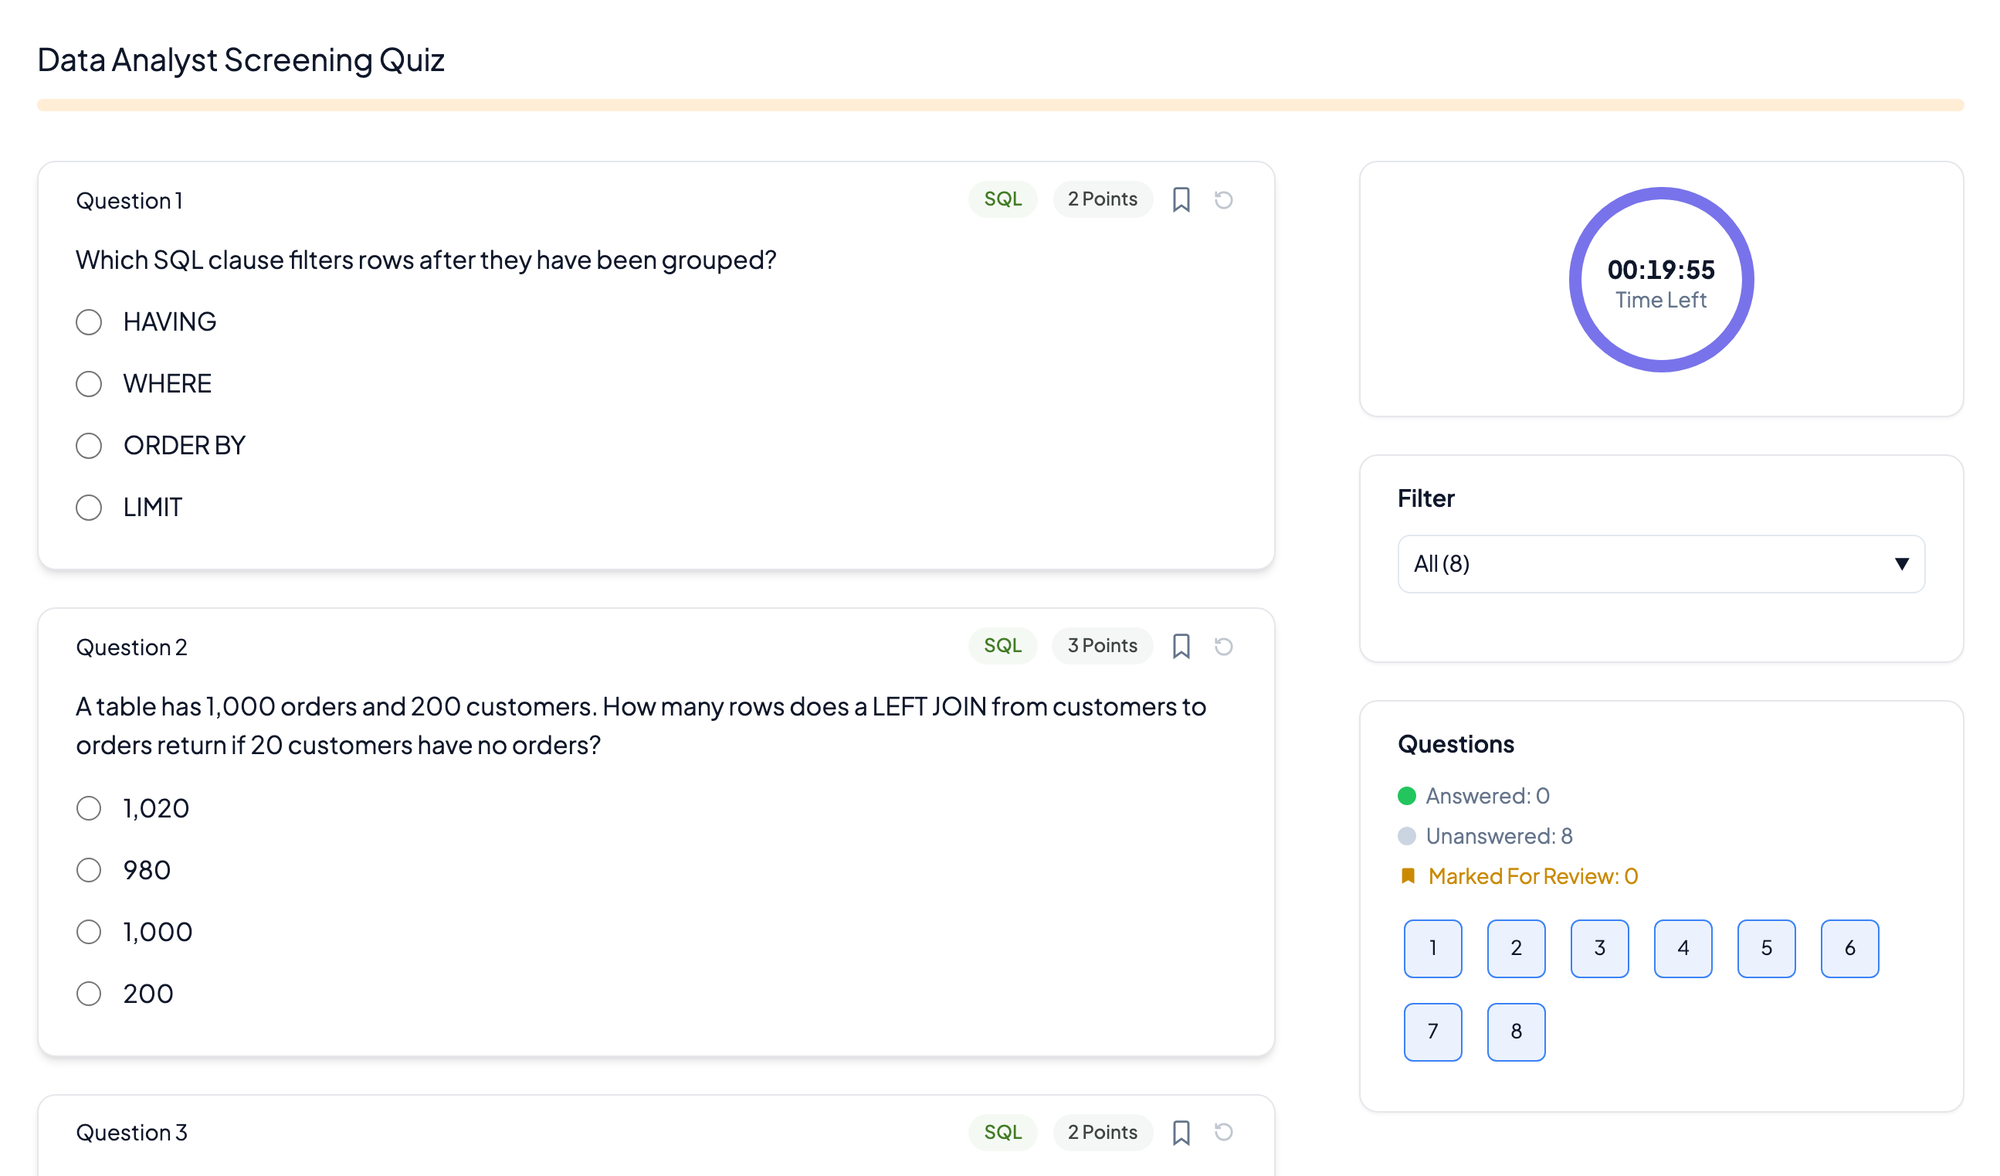 Data Analyst Screening Quiz
Question 1
SQL
2 Points
Which SQL clause filters rows after they have been grouped?
HAVING
WHERE
ORDER BY
LIMIT
Question 2
SQL
3 Points
A table has 1,000 orders and 200 customers. How many rows does a LEFT JOIN from customers to
orders return if 20 customers have no orders?
1,020
980
1,000
200
Question 3
SQL
2 Points
00:19:55
Time Left
Filter
All (8)
Questions
Answered: 0
Unanswered: 8
Marked For Review: 0
1 2 3 4 5 6
7 8